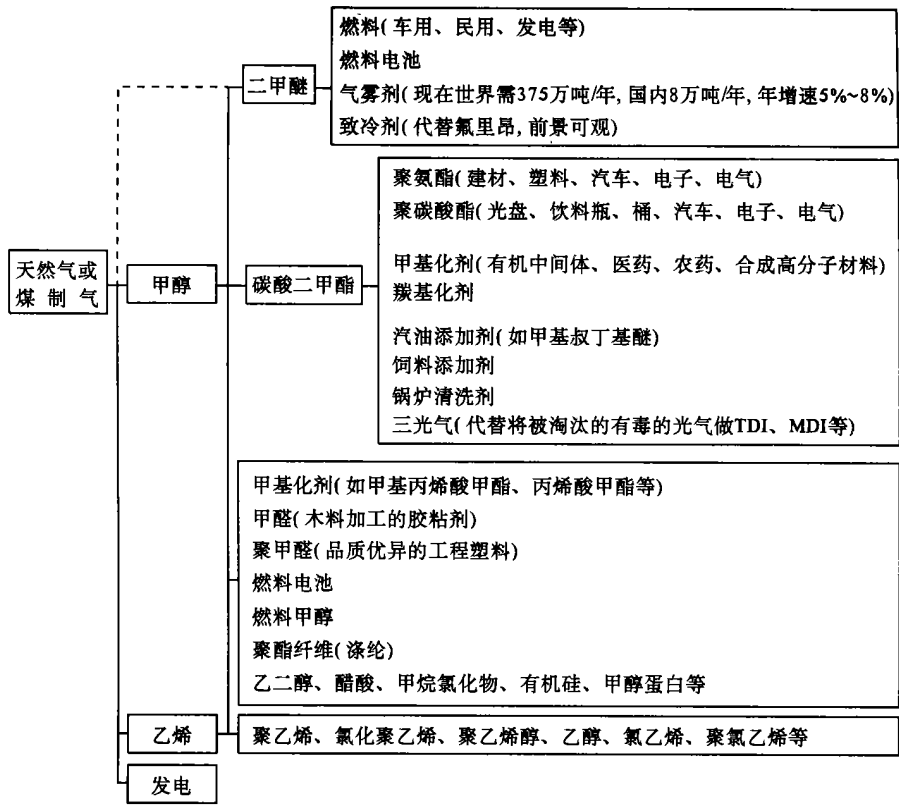 燃料(车用、民用、发电等)
二甲醚
燃料电池
气雾剂(现在世界需375万吨/年,国内8万吨/年,年增速5%~8%)
致冷剂(代替氟里昂,前景可观)
聚氨酯(建材、塑料、汽车、电子、电气)
聚碳酸酯(光盘、饮料瓶、桶、汽车、电子、电气)
天然气或
煤制气
甲醇
碳酸二甲酯
甲基化剂(有机中间体、医药、农药、合成高分子材料)
羰基化剂
汽油添加剂(如甲基叔丁基醚)
饲料添加剂
锅炉清洗剂
三光气(代替将被淘汰的有毒的光气做TDI、MDI等)
甲基化剂(如甲基丙烯酸甲酯、丙烯酸甲酯等)
甲醛(木料加工的胶粘剂)
聚甲醛(品质优异的工程塑料)
燃料电池
燃料甲醇
聚酯纤维(涤纶)
乙二醇、醋酸、甲烷氯化物、有机硅、甲醇蛋白等
乙烯
聚乙烯、氯化聚乙烯、聚乙烯醇、乙醇、氯乙烯、聚氯乙烯等
发电